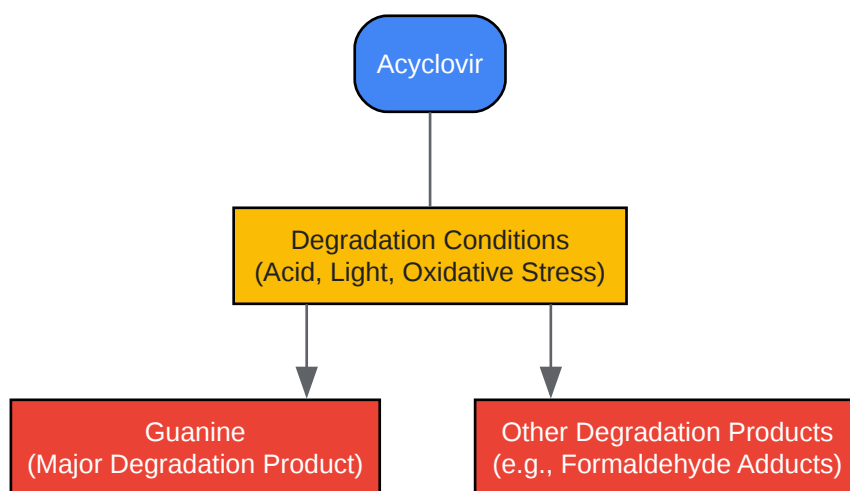 Acyclovir
Degradation Conditions
(Acid, Light, Oxidative Stress)
Guanine
(Major Degradation Product)
Other Degradation Products
(e.g., Formaldehyde Adducts)